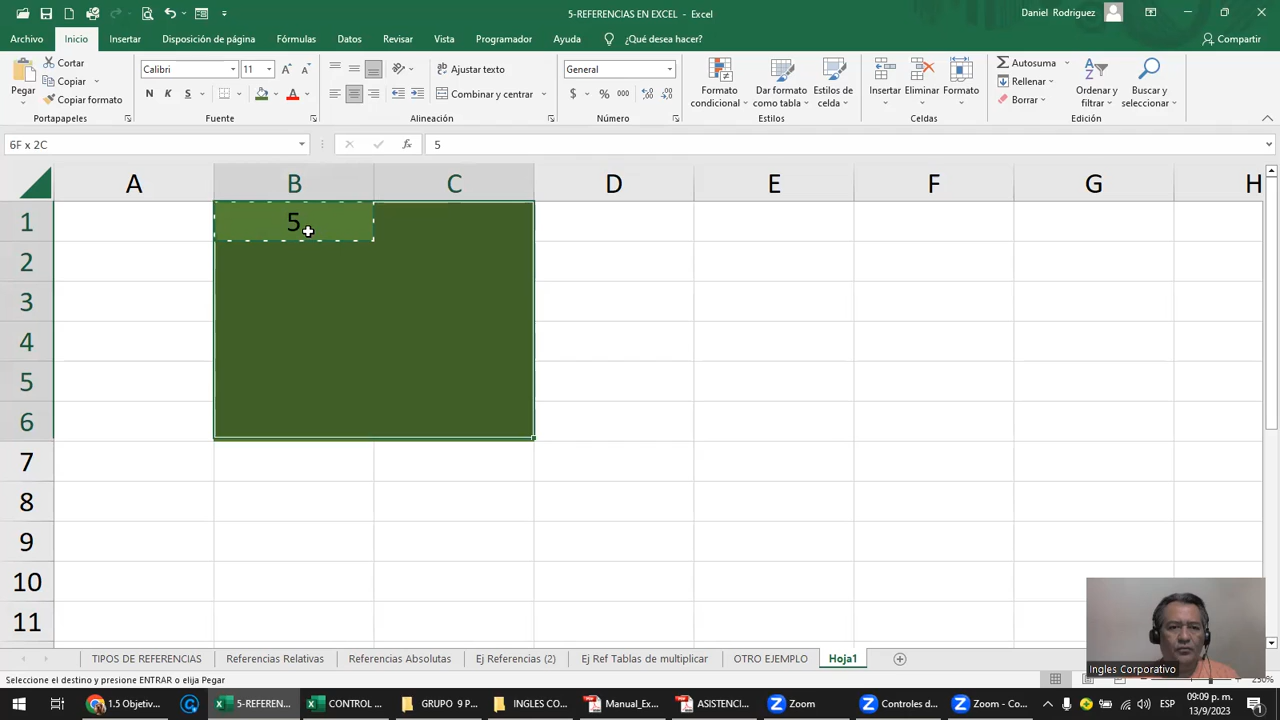 5-REFERENCIAS EN EXCEL - Excel
Daniel Rodriguez
Archivo Inicio Insertar Disposición de página Fórmulas Datos Revisar Vista Programador Ayuda ¿Qué desea hacer? Compartir
Pegar
Cortar
Copiar
Copiar formato
Portapapeles
Calibri 11
N K S
Fuente
Ajustar texto
Combinar y centrar
Alineación
General
$ % 000
Número
Formato condicional
Dar formato como tabla
Estilos de celda
Estilos
Insertar Eliminar Formato
Celdas
Autosuma
Rellenar
Borrar
Ordenar y filtrar
Buscar y seleccionar
Edición
6F x 2C fx 5
A B C D E F G H
1 5
2
3
4
5
6
7
8
9
10
11
Ingles Corporativo
TIPOS DE REFERENCIAS Referencias Relativas Referencias Absolutas Ej Referencias (2) Ej Ref Tablas de multiplicar OTRO EJEMPLO Hoja1
Seleccione el destino y presione ENTRAR o elija Pegar
1.5 Objetiv... 5-REFEREN... CONTROL ... GRUPO 9 P... INGLES CO... Manual_Ex... ASISTENCI... Zoom Controles d... Zoom - Co... ESP
09:09 p. m.
13/9/2023